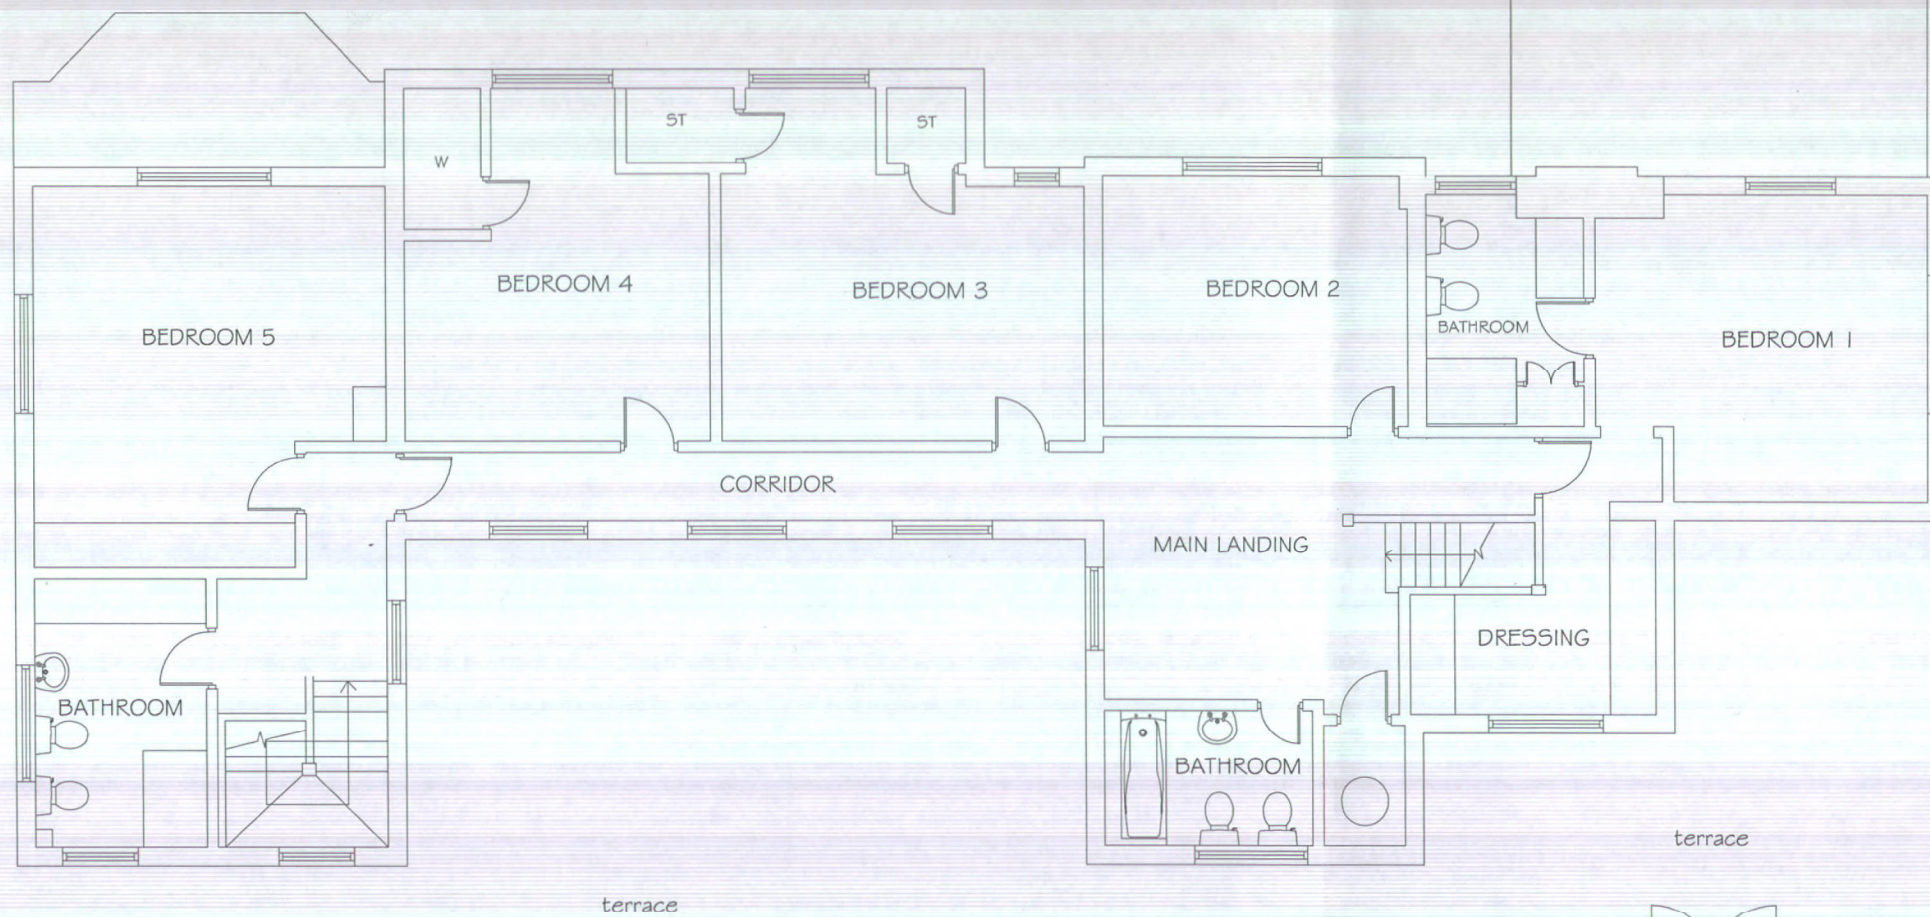 ST
ST
W
BEDROOM 4
BEDROOM 3
BEDROOM 2
BATHROOM
BEDROOM 5
BEDROOM 1
CORRIDOR
MAIN LANDING
DRESSING
BATHROOM
BATHROOM
terrace
terrace